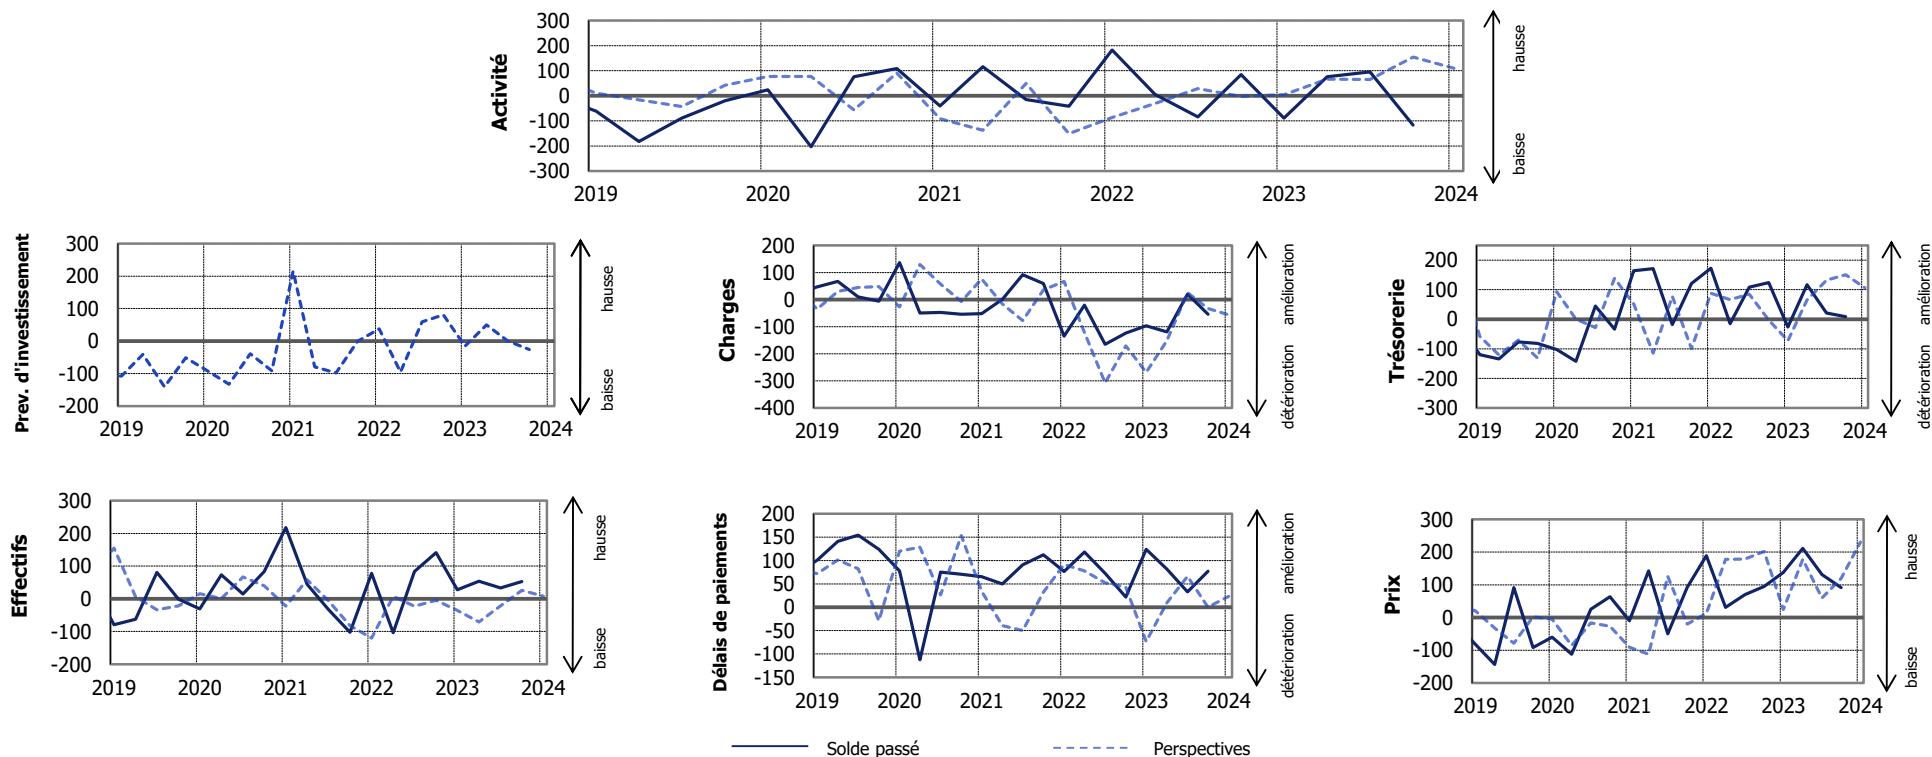 Activité
300
200
100
0
-100
-200
-300
2019 2020 2021 2022 2023 2024
hausse
baisse
Prev. d'investissement
300
200
100
0
-100
-200
2019 2020 2021 2022 2023 2024
hausse
baisse
Charges
200
100
0
-100
-200
-300
-400
2019 2020 2021 2022 2023 2024
amélioration
détérioration
Trésorerie
200
100
0
-100
-200
-300
2019 2020 2021 2022 2023 2024
amélioration
détérioration
Effectifs
300
200
100
0
-100
-200
2019 2020 2021 2022 2023 2024
hausse
baisse
Délais de paiements
200
150
100
50
0
-50
-100
-150
2019 2020 2021 2022 2023 2024
amélioration
détérioration
Prix
300
200
100
0
-100
-200
2019 2020 2021 2022 2023 2024
hausse
baisse
Solde passé Perspectives